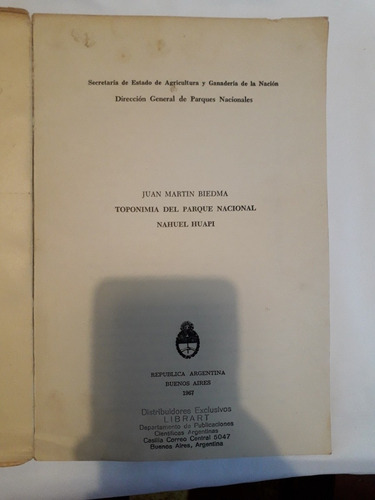 Secretaría de Estado de Agricultura y Ganadería de la Nación
Dirección General de Parques Nacionales
JUAN MARTIN BIEDMA
TOPONIMIA DEL PARQUE NACIONAL
NAHUEL HUAPI
REPUBLICA ARGENTINA
BUENOS AIRES
1967
Distribuidores Exclusivos
LIBRART
Departamento de Publicaciones
Científicas Argentinas
Casilla Correo Central 5047
Buenos Aires, Argentina